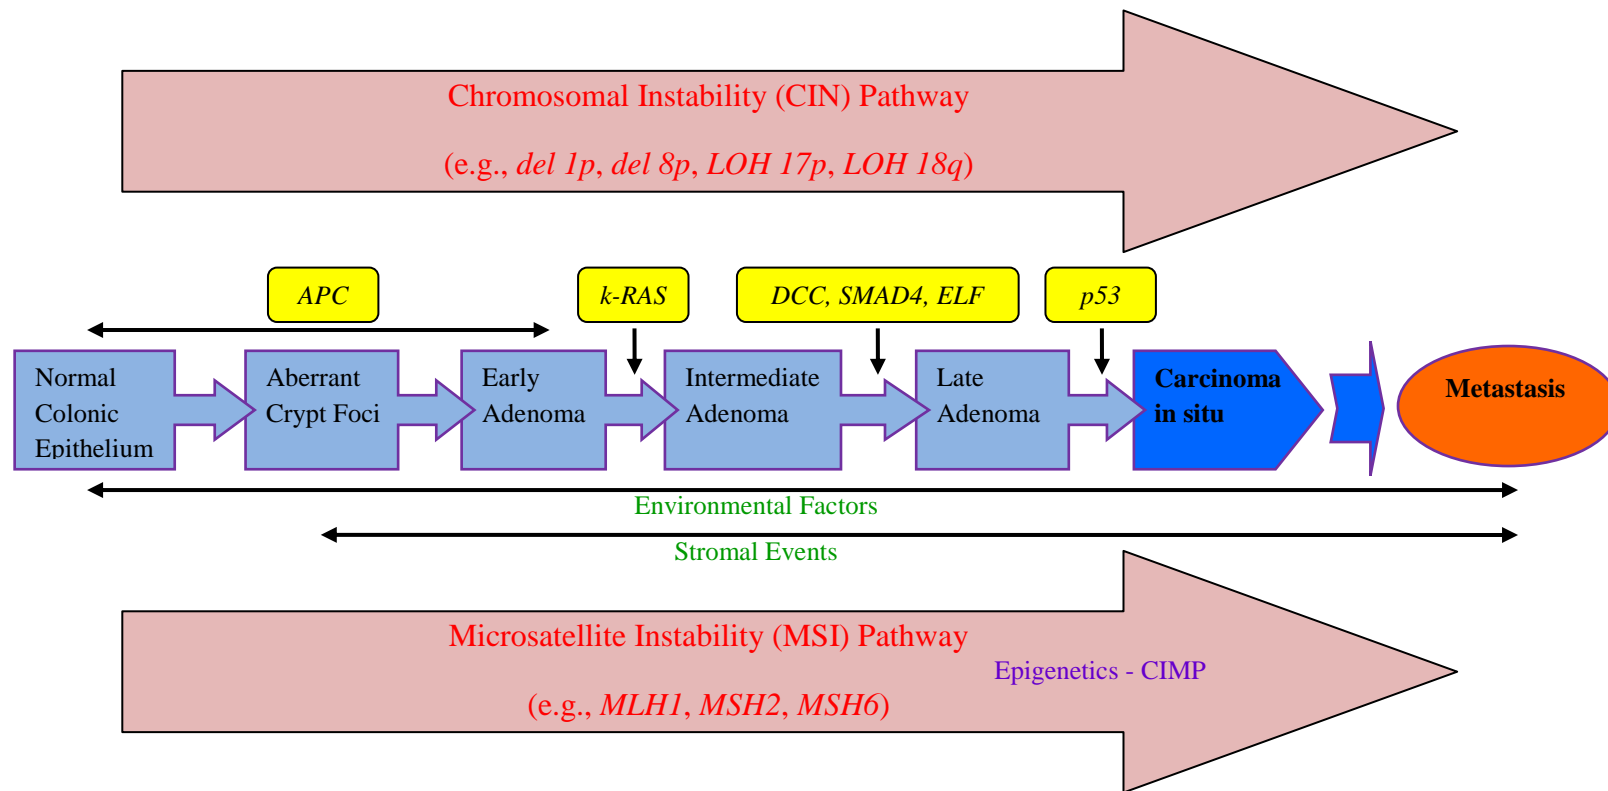 Chromosomal Instability (CIN) Pathway
(e.g., del 1p, del 8p, LOH 17p, LOH 18q)
APC
k-RAS
DCC, SMAD4, ELF
p53
Normal
Colonic
Epithelium
Aberrant
Crypt Foci
Early
Adenoma
Intermediate
Adenoma
Late
Adenoma
Carcinoma
in situ
Metastasis
Environmental Factors
Stromal Events
Microsatellite Instability (MSI) Pathway
Epigenetics - CIMP
(e.g., MLH1, MSH2, MSH6)